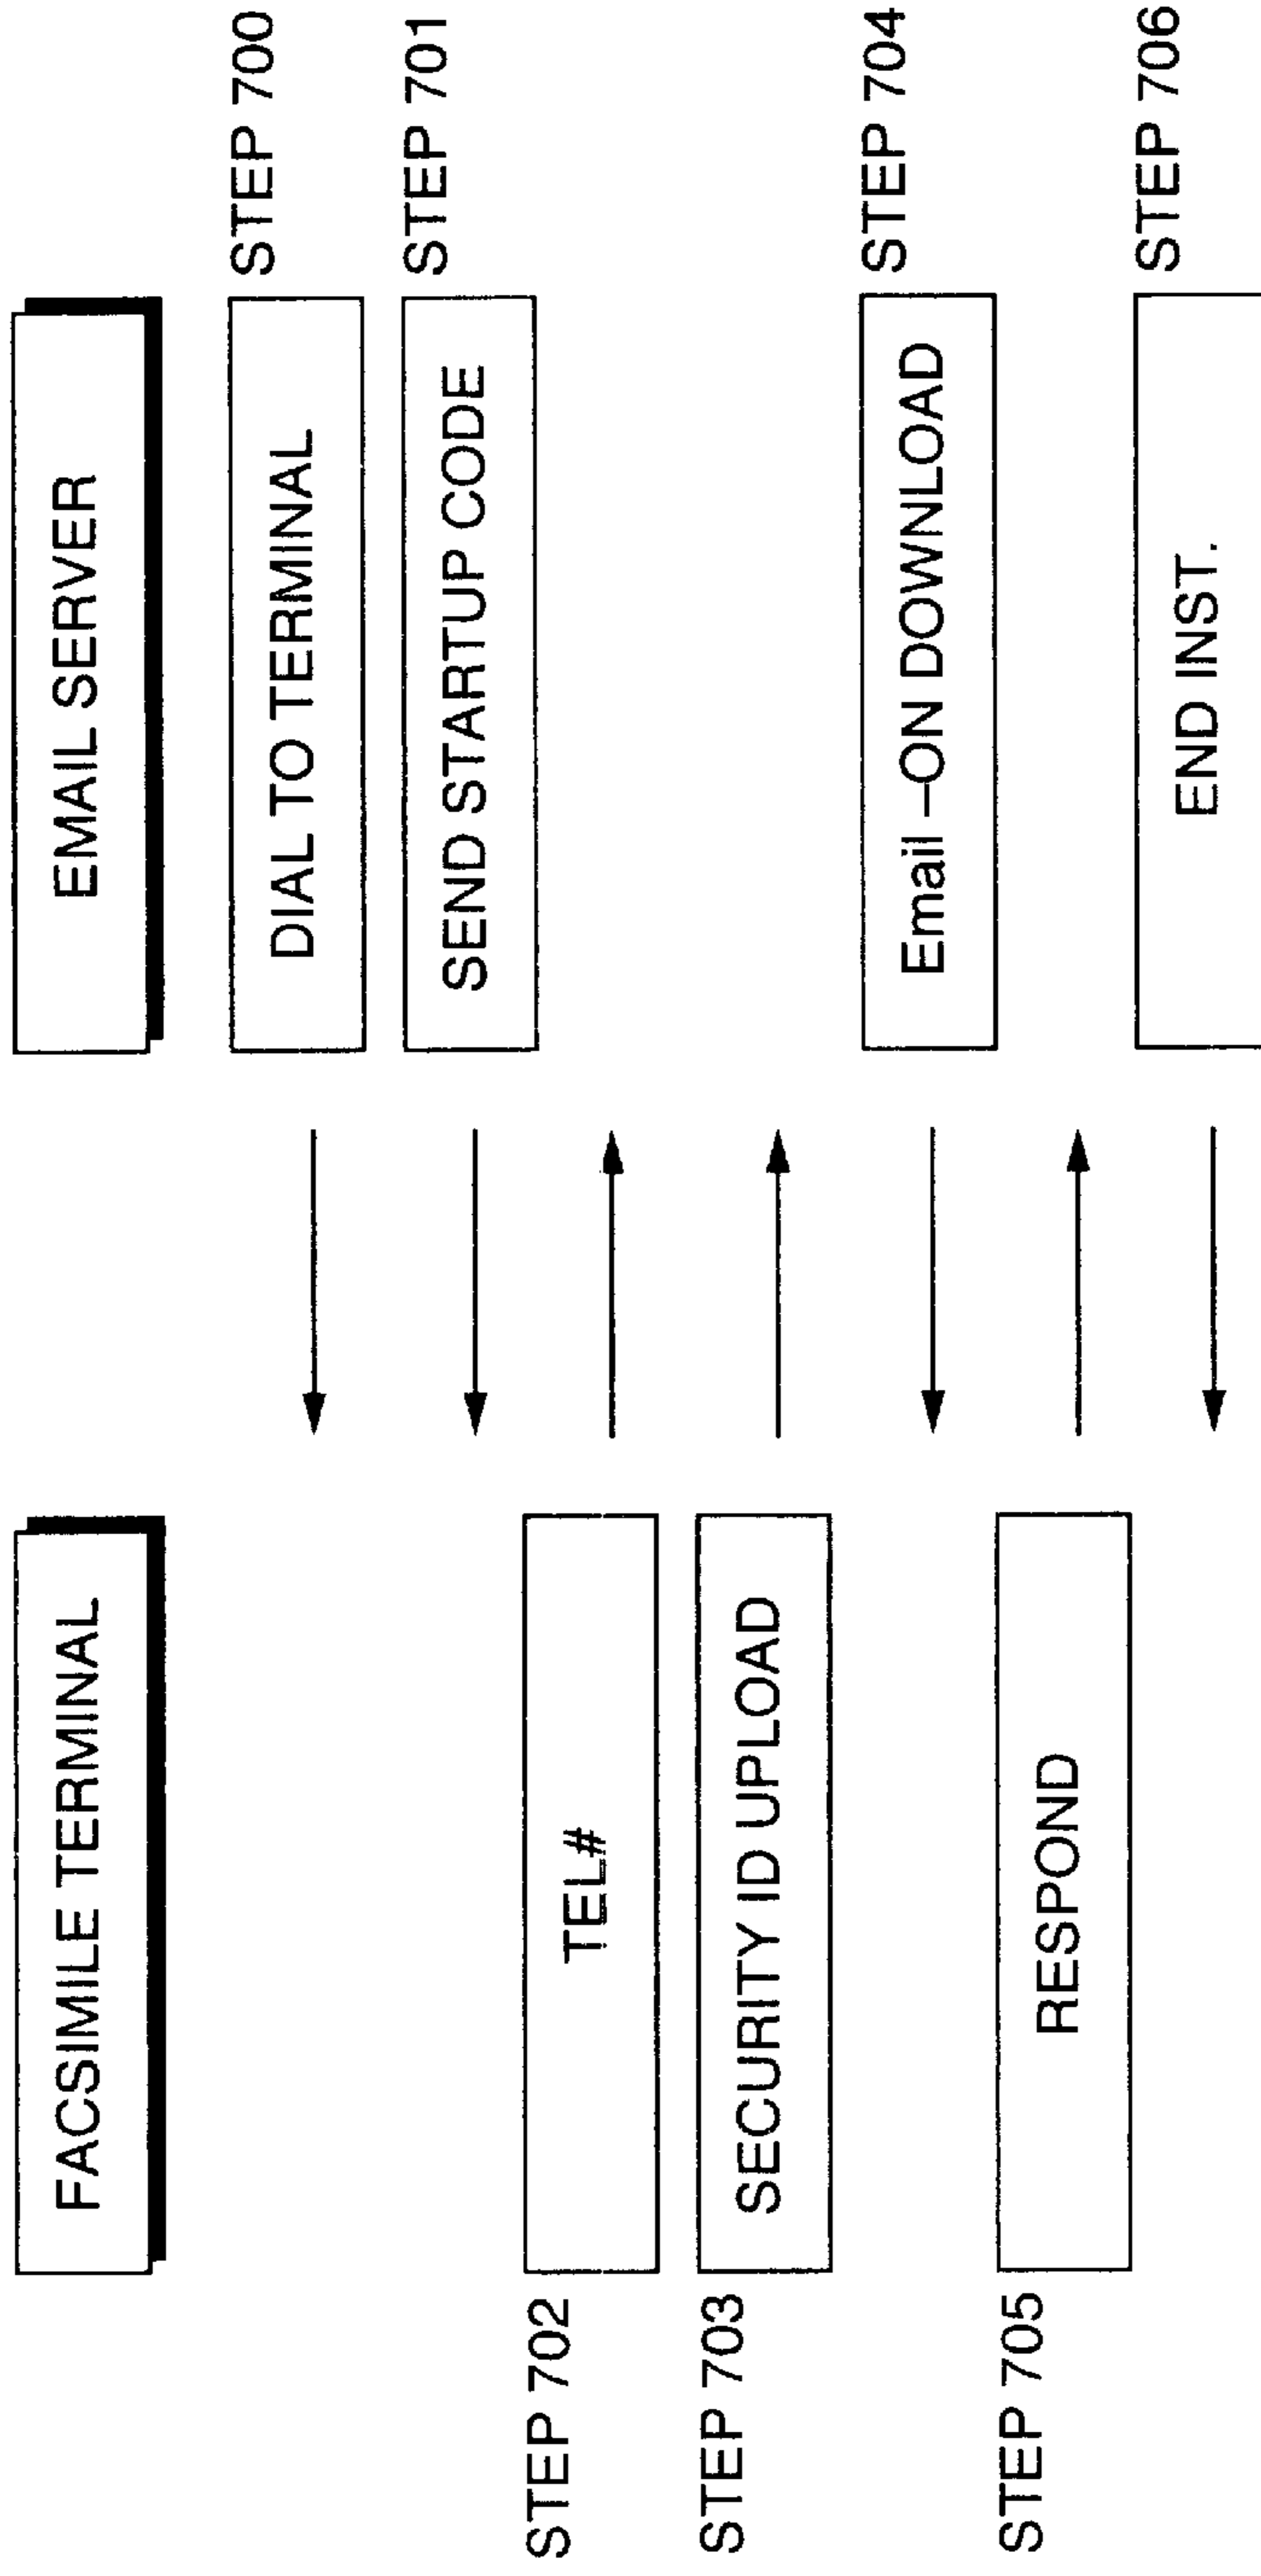 FACSIMILE TERMINAL
EMAIL SERVER
DIAL TO TERMINAL
STEP 700
SEND STARTUP CODE
STEP 701
STEP 702
TEL#
STEP 703
SECURITY ID UPLOAD
Email –ON DOWNLOAD
STEP 704
STEP 705
RESPOND
END INST.
STEP 706